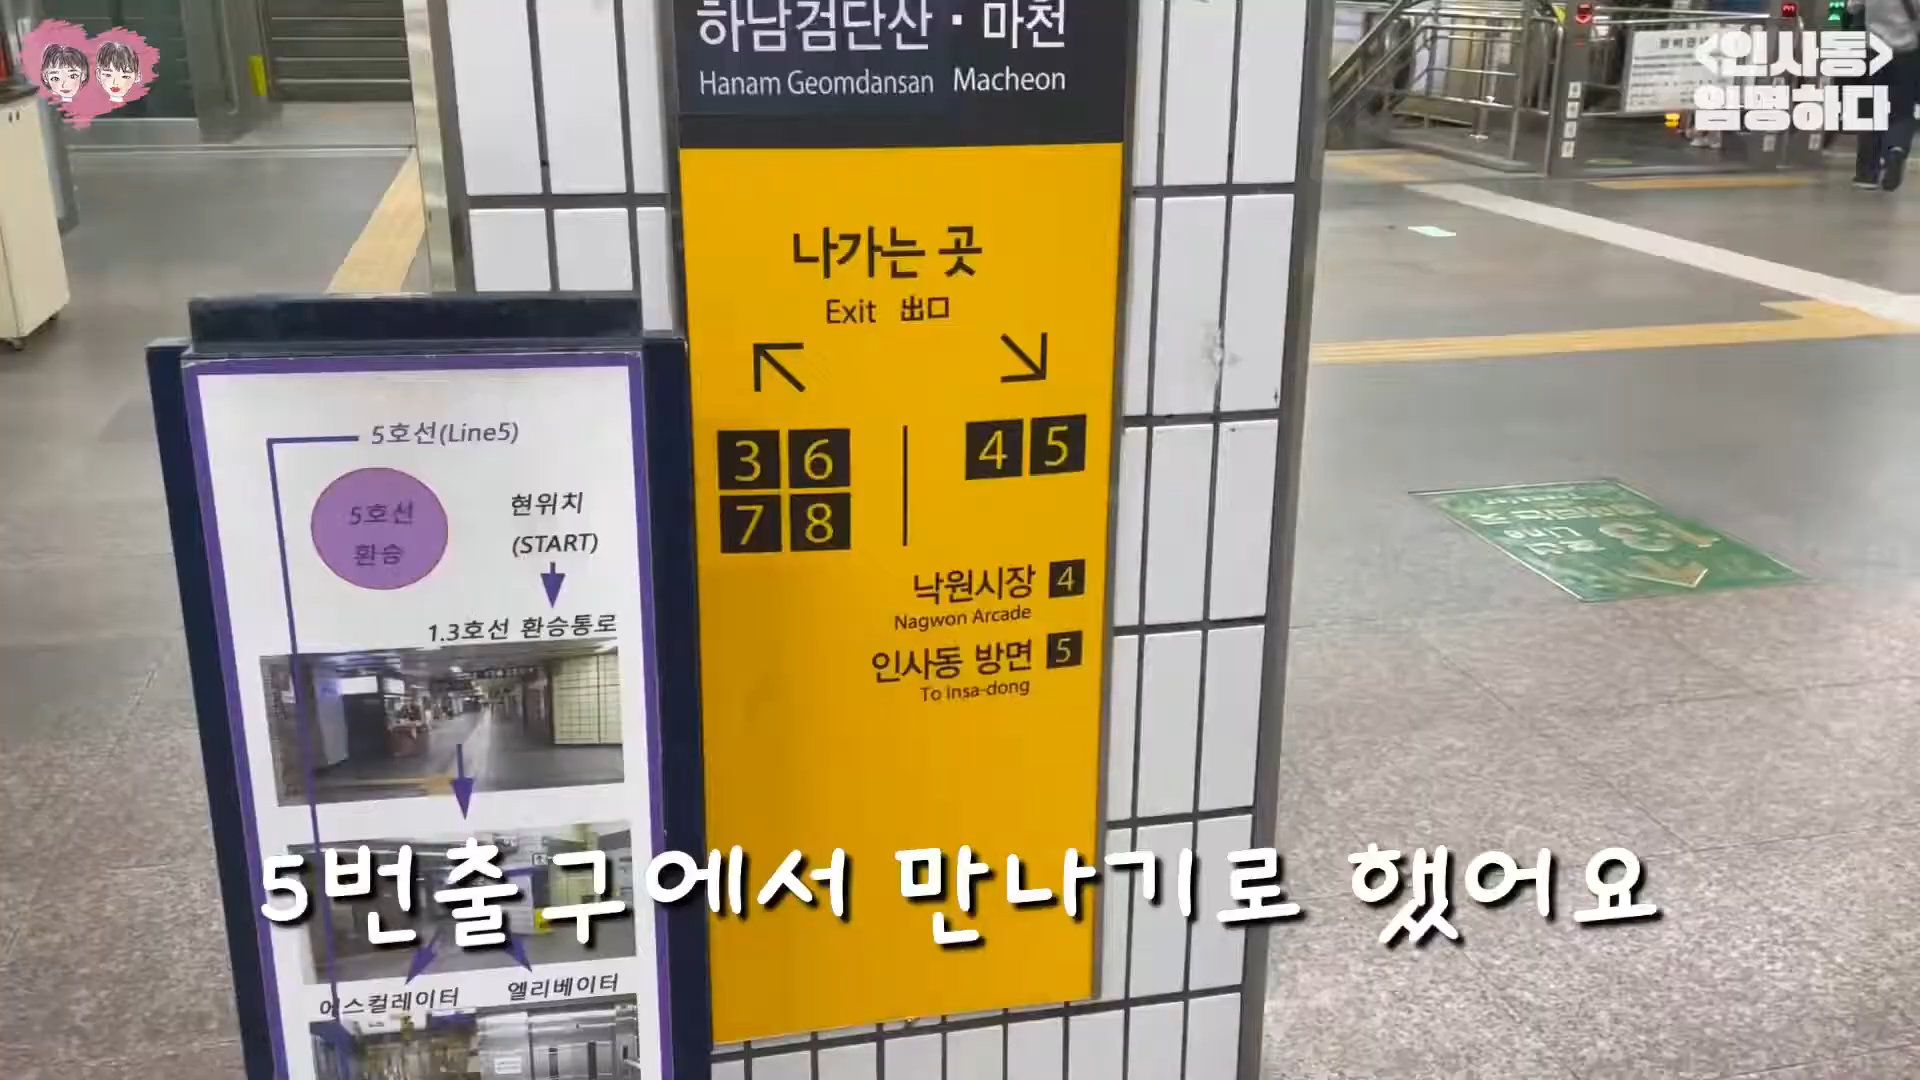 하남검단산 · 마천
Hanam Geomdansan Macheon
<인사동>
임명하다
나가는 곳
Exit 出口
3 6
7 8
4 5
낙원시장 4
Nagwon Arcade
인사동 방면 5
To Insa-dong
5호선(Line5)
5호선
환승
현위치
(START)
1.3호선 환승통로
에스컬레이터 엘리베이터
5번출구에서 만나기로 했어요